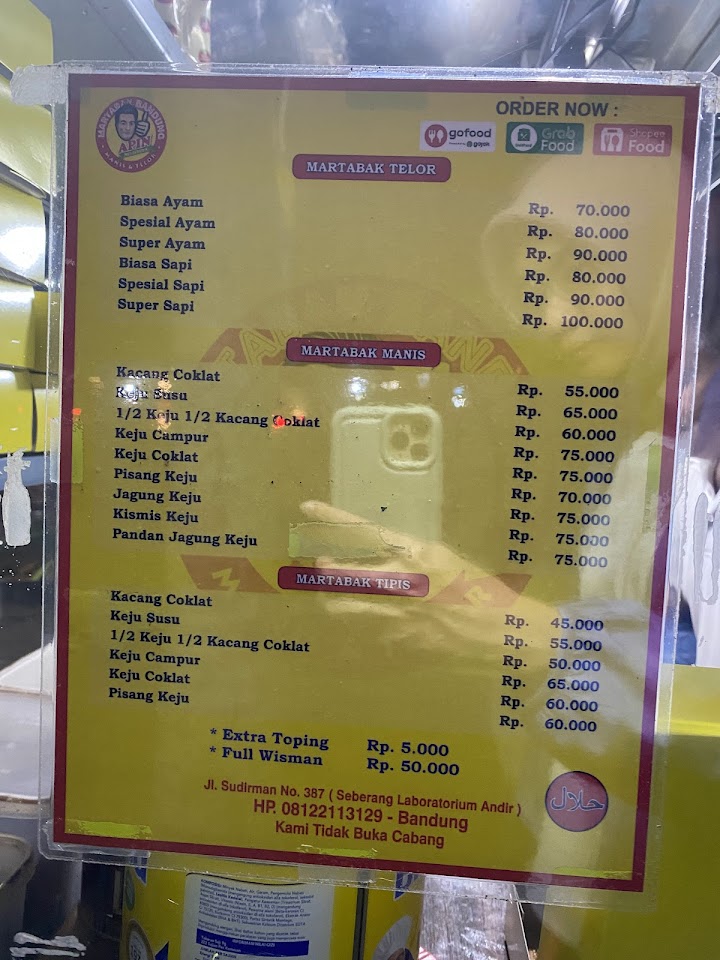 MARTABAK BANDUNG
APIN
MANIS & TELOR
ORDER NOW :
gofood
gojek
Grab Food
Shopee Food
MARTABAK TELOR
Biasa Ayam Rp. 70.000
Spesial Ayam Rp. 80.000
Super Ayam Rp. 90.000
Biasa Sapi Rp. 80.000
Spesial Sapi Rp. 90.000
Super Sapi Rp. 100.000
MARTABAK MANIS
Kacang Coklat Rp. 55.000
Keju Susu Rp. 65.000
1/2 Keju 1/2 Kacang Coklat Rp. 60.000
Keju Campur Rp. 75.000
Keju Coklat Rp. 75.000
Pisang Keju Rp. 70.000
Jagung Keju Rp. 75.000
Kismis Keju Rp. 75.000
Pandan Jagung Keju Rp. 75.000
MARTABAK TIPIS
Kacang Coklat Rp. 45.000
Keju Susu Rp. 55.000
1/2 Keju 1/2 Kacang Coklat Rp. 50.000
Keju Campur Rp. 65.000
Keju Coklat Rp. 60.000
Pisang Keju Rp. 60.000
* Extra Toping Rp. 5.000
* Full Wisman Rp. 50.000
Jl. Sudirman No. 387 ( Seberang Laboratorium Andir )
HP. 08122113129 - Bandung
Kami Tidak Buka Cabang
حلال